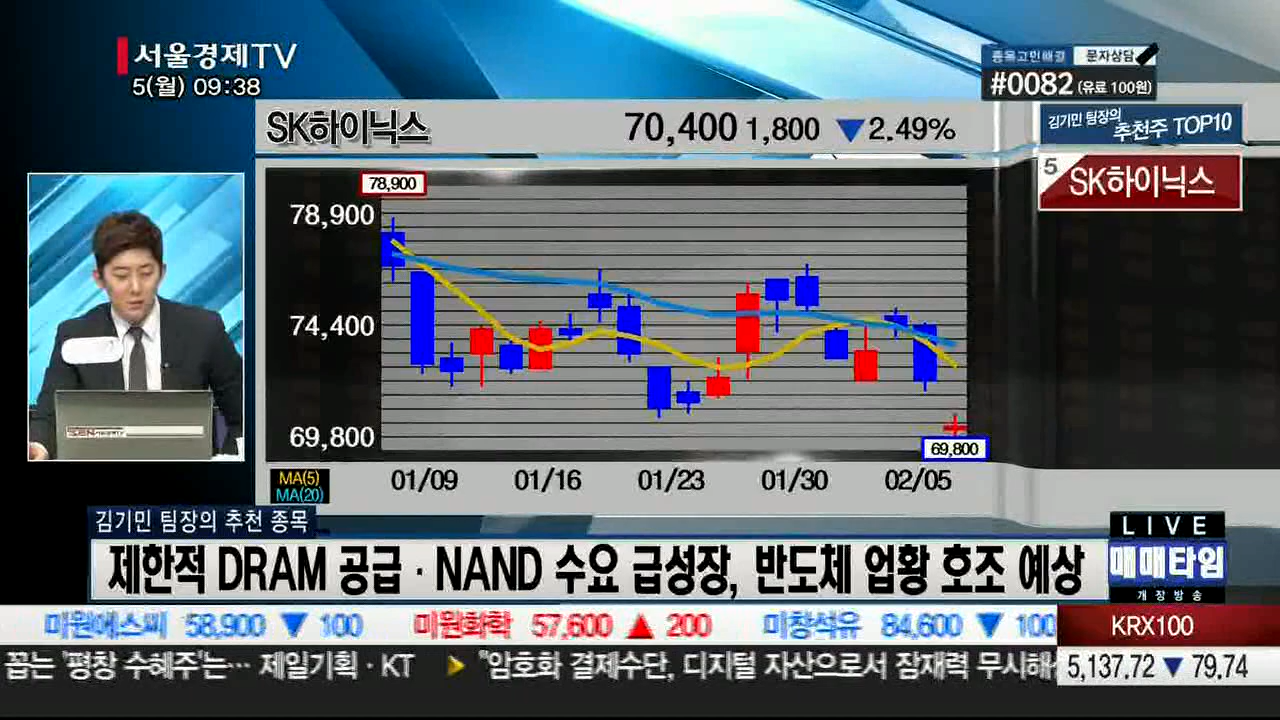 서울경제TV
5(월) 09:38
종목고민해결 문자상담
#0082 (유료 100원)
SK하이닉스 70,400 1,800 ▼2.49%
김기민 팀장의
추천주 TOP10
5 SK하이닉스
78,900
78,900
74,400
69,800
69,800
MA(5)
MA(20)
01/09 01/16 01/23 01/30 02/05
김기민 팀장의 추천 종목
제한적 DRAM 공급·NAND 수요 급성장, 반도체 업황 호조 예상
LIVE
매매타임
개장방송
미원에스씨 58,900 ▼ 100 미원화학 57,600 ▲ 200 미창석유 84,600 ▼ 100
KRX100
꼽는 '평창 수혜주'는… 제일기획·KT "암호화 결제수단, 디지털 자산으로서 잠재력 무시해선
5,137.72 ▼ 79.74